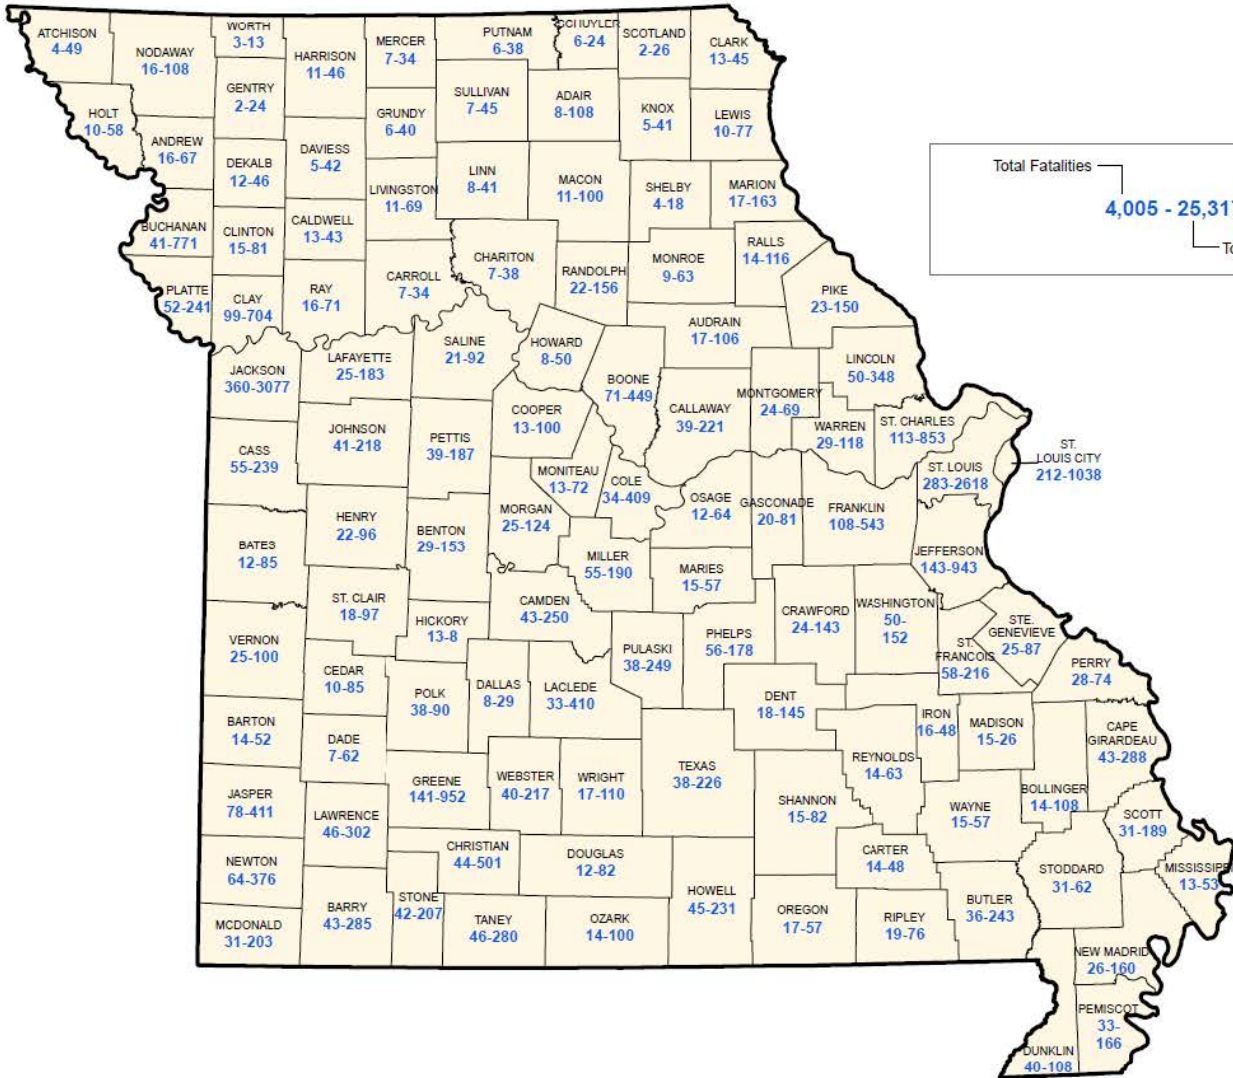 ATCHISON
4-49
NODAWAY
16-108
WORTH
3-13
HARRISON
11-46
MERCER
7-34
PUTNAM
6-38
SCHUYLER
6-24
SCOTLAND
2-26
CLARK
13-45
HOLT
10-58
ANDREW
16-67
GENTRY
2-24
DEKALB
12-46
DAVIESS
5-42
GRUNDY
6-40
SULLIVAN
7-45
ADAIR
8-108
KNOX
5-41
LEWIS
10-77
Total Fatalities
4,005 - 25,317
BUCHANAN
41-771
CLINTON
15-81
CALDWELL
13-43
LIVINGSTON
11-69
LINN
8-41
MACON
11-100
SHELBY
4-18
MARION
17-163
PLATTE
52-241
CLAY
99-704
RAY
16-71
CARROLL
7-34
CHARITON
7-38
RANDOLPH
22-156
MONROE
9-63
RALLS
14-116
PIKE
23-150
JACKSON
360-3077
LAFAYETTE
25-183
SALINE
21-92
HOWARD
8-50
BOONE
71-449
AUDRAIN
17-106
LINCOLN
50-348
CASS
55-239
JOHNSON
41-218
PETTIS
39-187
COOPER
13-100
MONITEAU
13-72
COLE
34-409
CALLAWAY
39-221
MONTGOMERY
24-69
WARREN
29-118
ST. CHARLES
113-853
ST. LOUIS
283-2618
ST.
LOUIS CITY
212-1038
BATES
12-85
HENRY
22-96
BENTON
29-153
MORGAN
25-124
MILLER
55-190
OSAGE
12-64
GASCONADE
20-81
FRANKLIN
108-543
JEFFERSON
143-943
VERNON
25-100
ST. CLAIR
18-97
HICKORY
13-8
CAMDEN
43-250
MARIES
15-57
PULASKI
38-249
PHELPS
56-178
CRAWFORD
24-143
WASHINGTON
50-
152
ST.
FRANCOIS
58-216
STE.
GENEVIEVE
25-87
PERRY
28-74
CEDAR
10-85
POLK
38-90
DALLAS
8-29
LACLEDE
33-410
DENT
18-145
IRON
16-48
MADISON
15-26
CAPE
GIRARDEAU
43-288
BARTON
14-52
DADE
7-62
GREENE
141-952
WEBSTER
40-217
WRIGHT
17-110
TEXAS
38-226
SHANNON
15-82
REYNOLDS
14-63
WAYNE
15-57
BOLLINGER
14-108
SCOTT
31-189
JASPER
78-411
LAWRENCE
46-302
CHRISTIAN
44-501
DOUGLAS
12-82
HOWELL
45-231
CARTER
14-48
STODDARD
31-62
13-53
NEWTON
64-376
BARRY
43-285
STONE
42-207
TANEY
46-280
OZARK
14-100
OREGON
17-57
RIPLEY
19-76
BUTLER
36-243
MCDONALD
31-203
NEW MADRID
26-160
PEMISCOT
33-
166
DUNKLIN
40-108